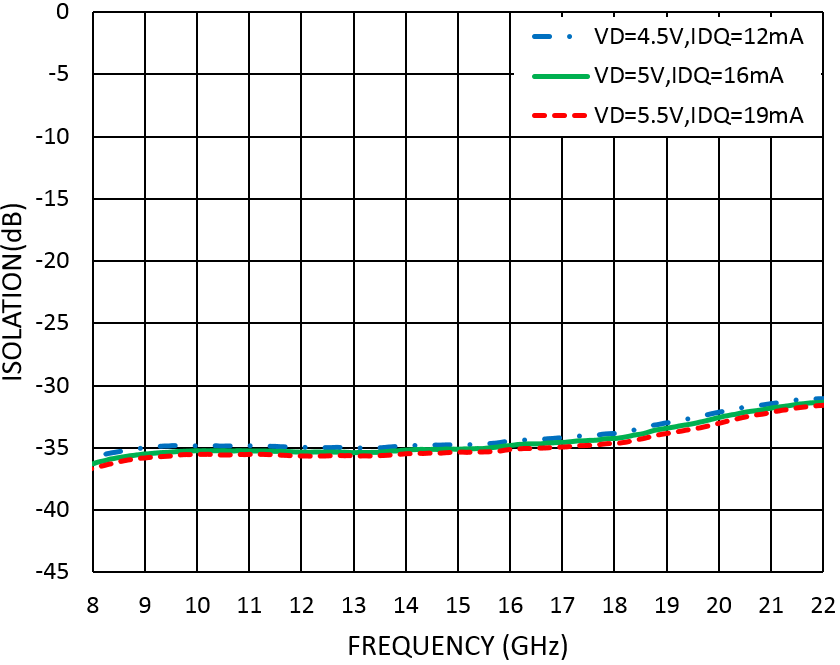 0
-5
-10
-15
-20
-25
-30
-35
-40
-45
ISOLATION(dB)
VD=4.5V,IDQ=12mA
VD=5V,IDQ=16mA
VD=5.5V,IDQ=19mA
8 9 10 11 12 13 14 15 16 17 18 19 20 21 22
FREQUENCY (GHz)